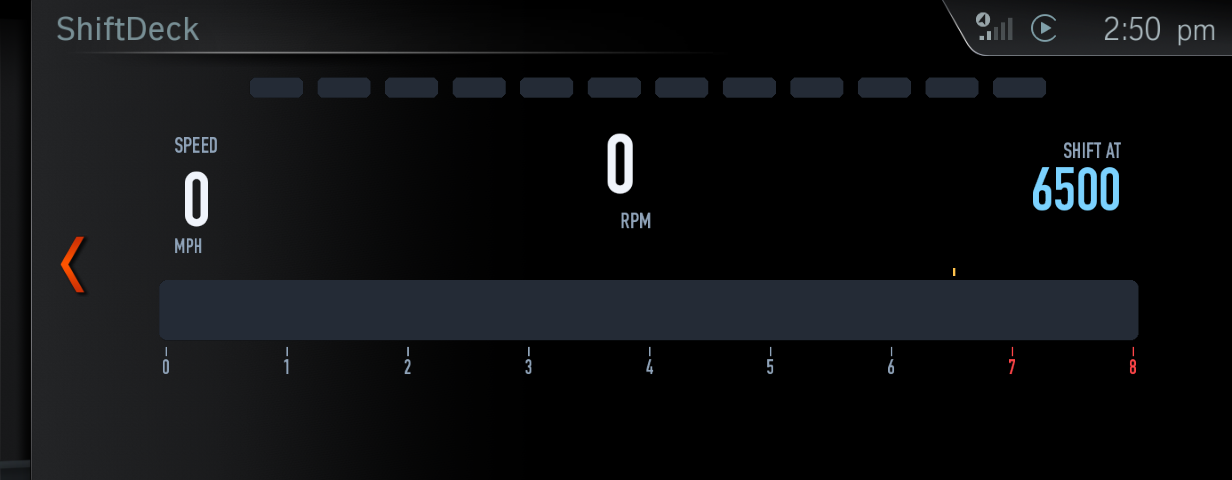 ShiftDeck
2:50 pm
SPEED
0
MPH
0
RPM
SHIFT AT
6500
0 1 2 3 4 5 6 7 8